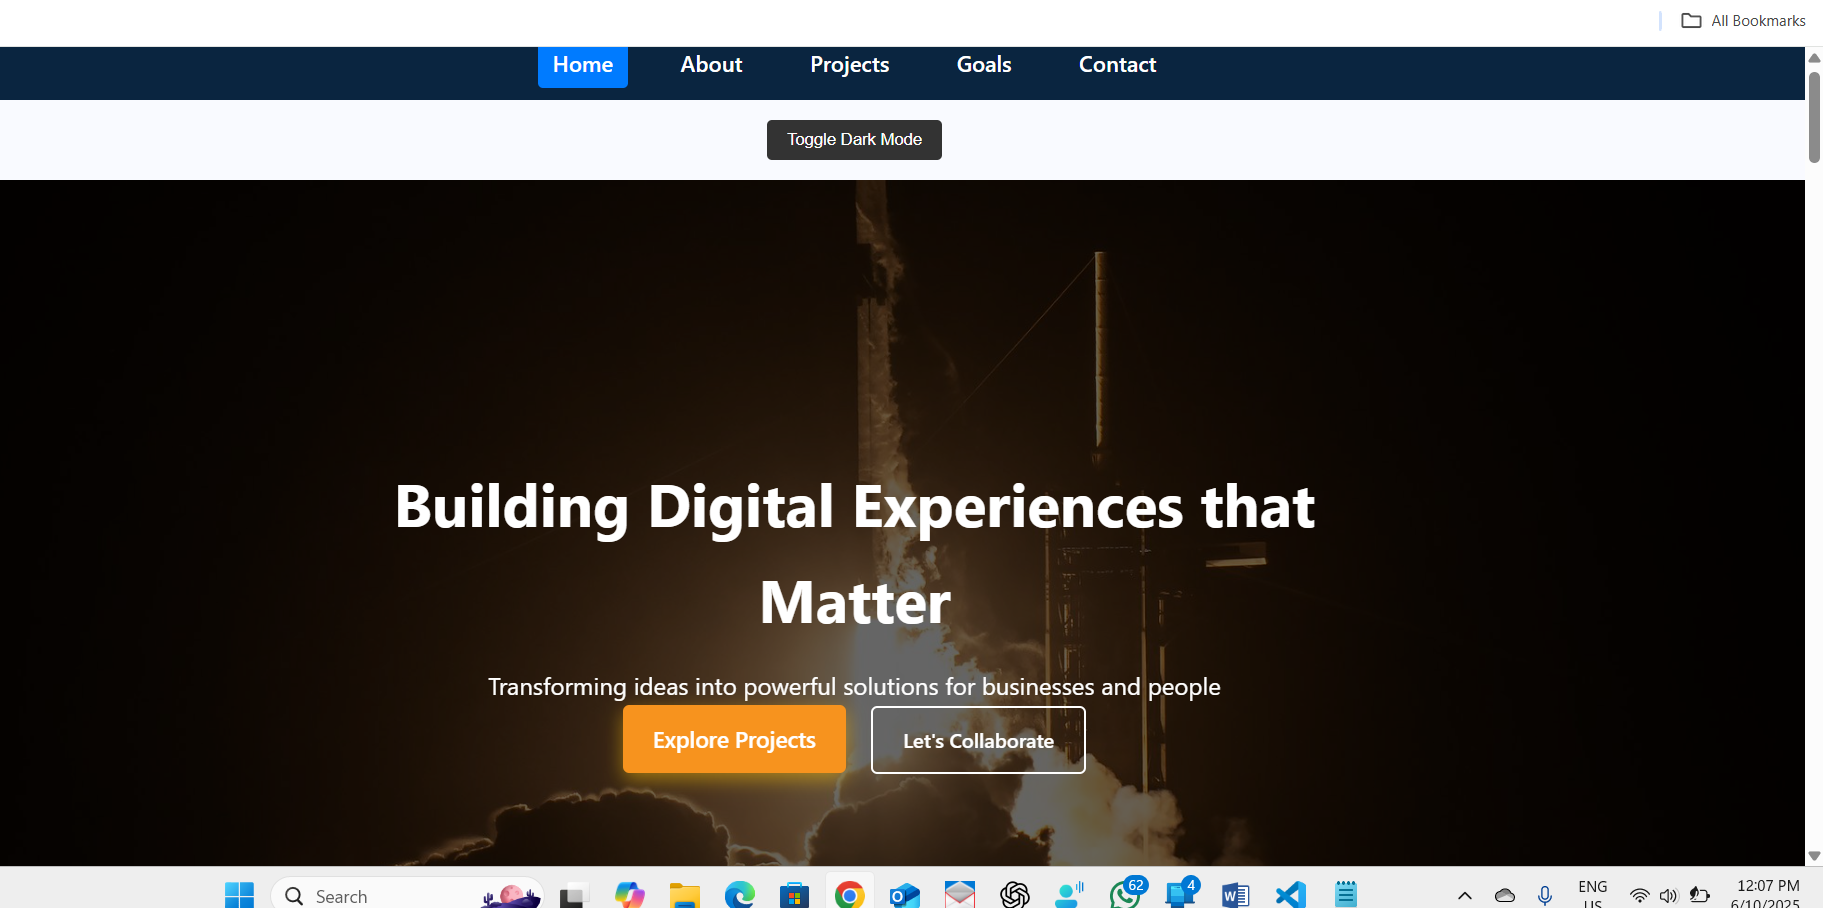 All Bookmarks
Home About Projects Goals Contact
Toggle Dark Mode
Building Digital Experiences that
Matter
Transforming ideas into powerful solutions for businesses and people
Explore Projects Let's Collaborate
Search 62 4 ENG 12:07 PM
US 6/10/2025